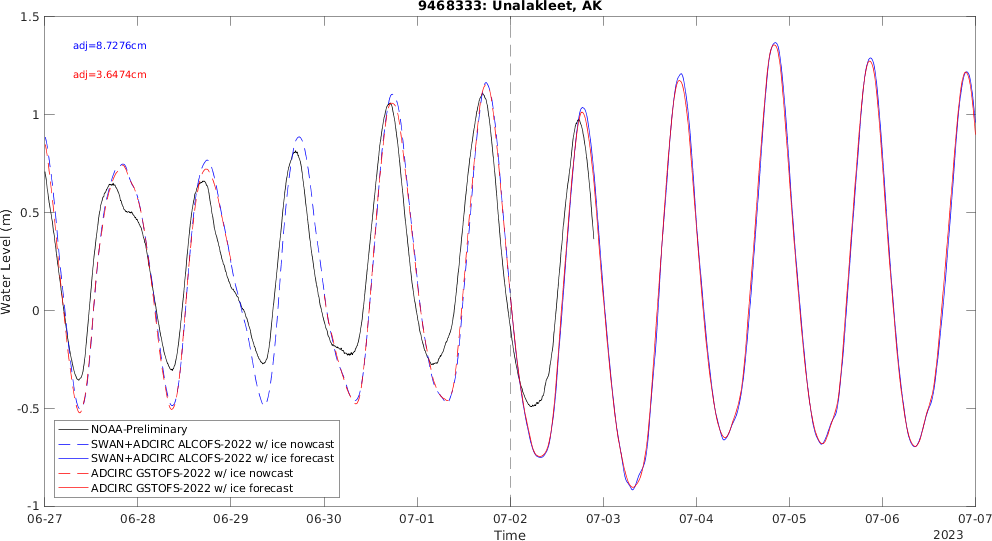 9468333: Unalakleet, AK
adj=8.7276cm
adj=3.6474cm
Water Level (m)
1.5
1
0.5
0
-0.5
-1
NOAA-Preliminary
SWAN+ADCIRC ALCOFS-2022 w/ ice nowcast
SWAN+ADCIRC ALCOFS-2022 w/ ice forecast
ADCIRC GSTOFS-2022 w/ ice nowcast
ADCIRC GSTOFS-2022 w/ ice forecast
06-27 06-28 06-29 06-30 07-01 07-02 07-03 07-04 07-05 07-06 07-07
Time
2023